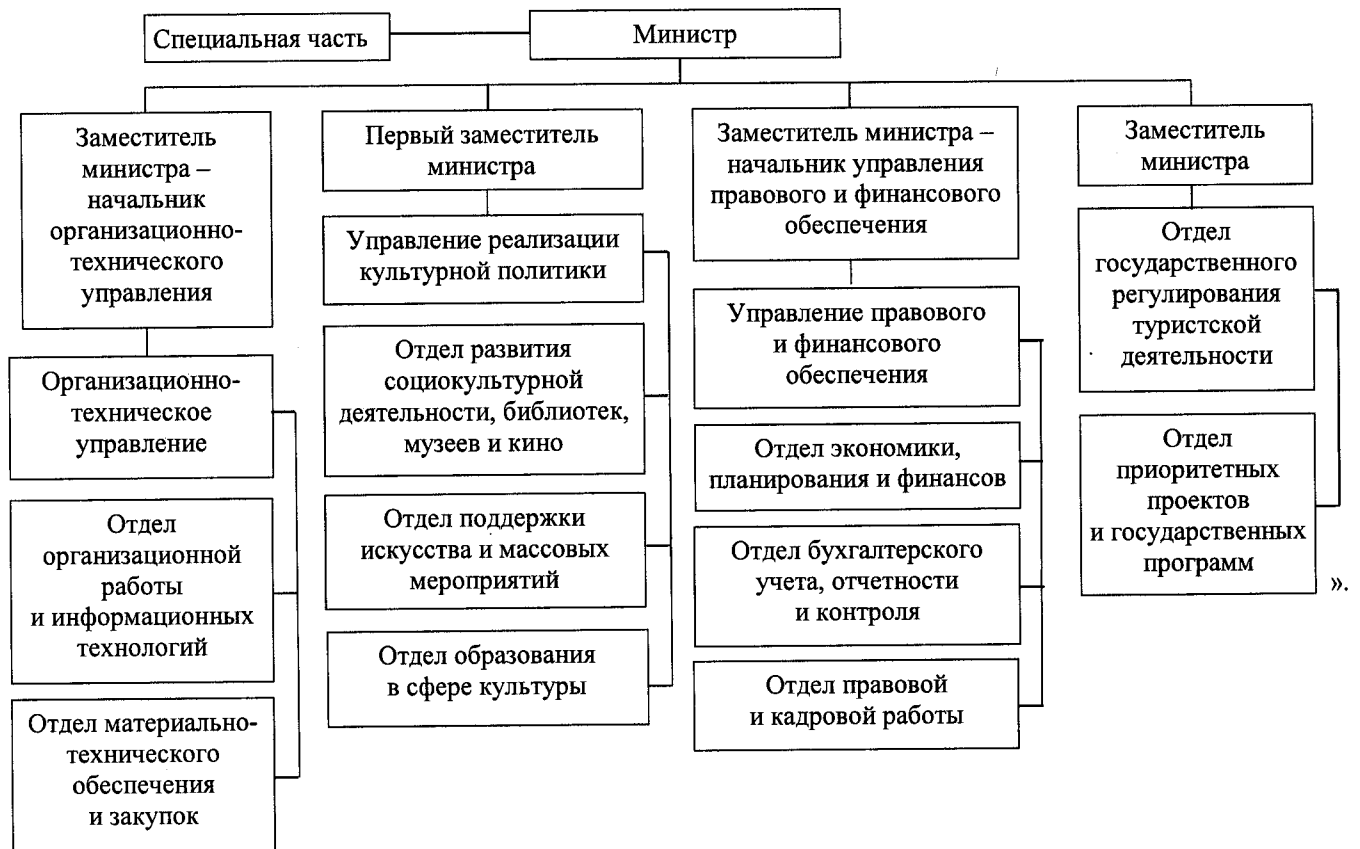 Специальная часть
Министр
Заместитель
министра –
начальник
организационно-
технического
управления
Организационно-
техническое
управление
Отдел
организационной
работы
и информационных
технологий
Отдел материально-
технического
обеспечения
и закупок
Первый заместитель
министра
Управление реализации
культурной политики
Отдел развития
социокультурной
деятельности, библиотек,
музеев и кино
Отдел поддержки
искусства и массовых
мероприятий
Отдел образования
в сфере культуры
Заместитель министра –
начальник управления
правового и финансового
обеспечения
Управление правового
и финансового
обеспечения
Отдел экономики,
планирования и финансов
Отдел бухгалтерского
учета, отчетности
и контроля
Отдел правовой
и кадровой работы
Заместитель
министра
Отдел
государственного
регулирования
туристской
деятельности
Отдел
приоритетных
проектов
и государственных
программ
».